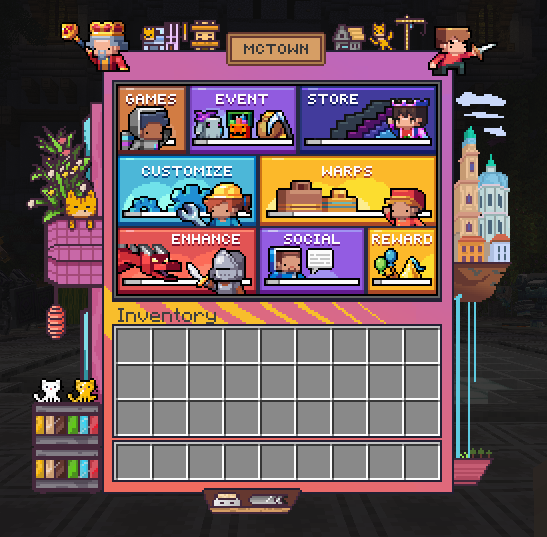 MCTOWN
GAMES
EVENT
STORE
CUSTOMIZE
WARPS
ENHANCE
SOCIAL
REWARD
Inventory